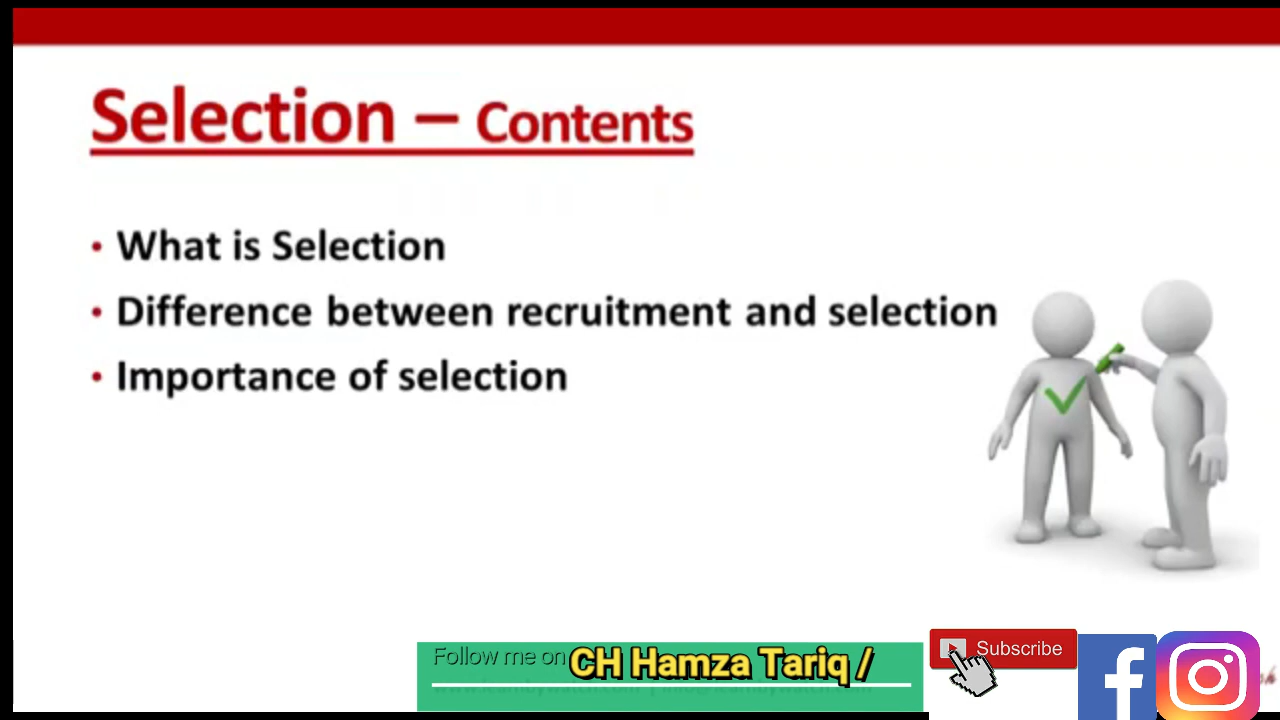 Selection – Contents
• What is Selection
• Difference between recruitment and selection
• Importance of selection
Follow me on CH Hamza Tariq /
Subscribe